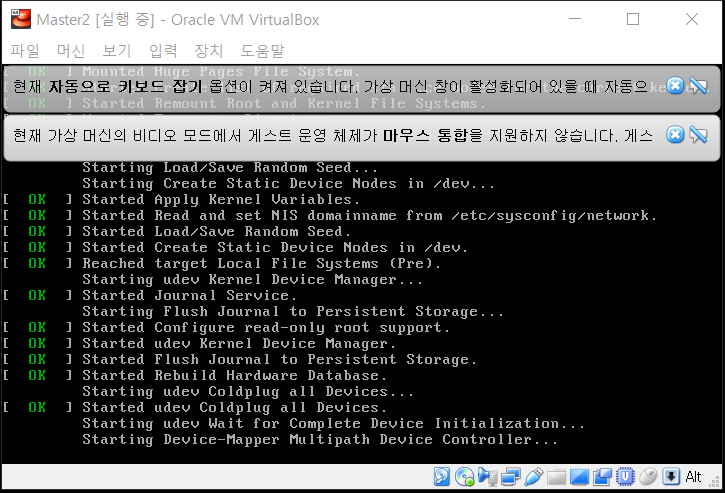 Master2 [실행 중] - Oracle VM VirtualBox
파일 머신 보기 입력 장치 도움말
[ OK ] Mounted Huge Pages File System.
현재 자동으로 키보드 잡기 옵션이 켜져 있습니다. 가상 머신 창이 활성화되어 있을 때 자동으
[ OK ] Started Remount Root and Kernel File Systems.
현재 가상 머신의 비디오 모드에서 게스트 운영 체제가 마우스 통합을 지원하지 않습니다. 게스
Starting Load/Save Random Seed...
Starting Create Static Device Nodes in /dev...
[ OK ] Started Apply Kernel Variables.
[ OK ] Started Read and set NIS domainname from /etc/sysconfig/network.
[ OK ] Started Load/Save Random Seed.
[ OK ] Started Create Static Device Nodes in /dev.
[ OK ] Reached target Local File Systems (Pre).
Starting udev Kernel Device Manager...
[ OK ] Started Journal Service.
Starting Flush Journal to Persistent Storage...
[ OK ] Started Configure read-only root support.
[ OK ] Started udev Kernel Device Manager.
[ OK ] Started Flush Journal to Persistent Storage.
[ OK ] Started Rebuild Hardware Database.
Starting udev Coldplug all Devices...
[ OK ] Started udev Coldplug all Devices.
Starting udev Wait for Complete Device Initialization...
Starting Device-Mapper Multipath Device Controller...
Alt